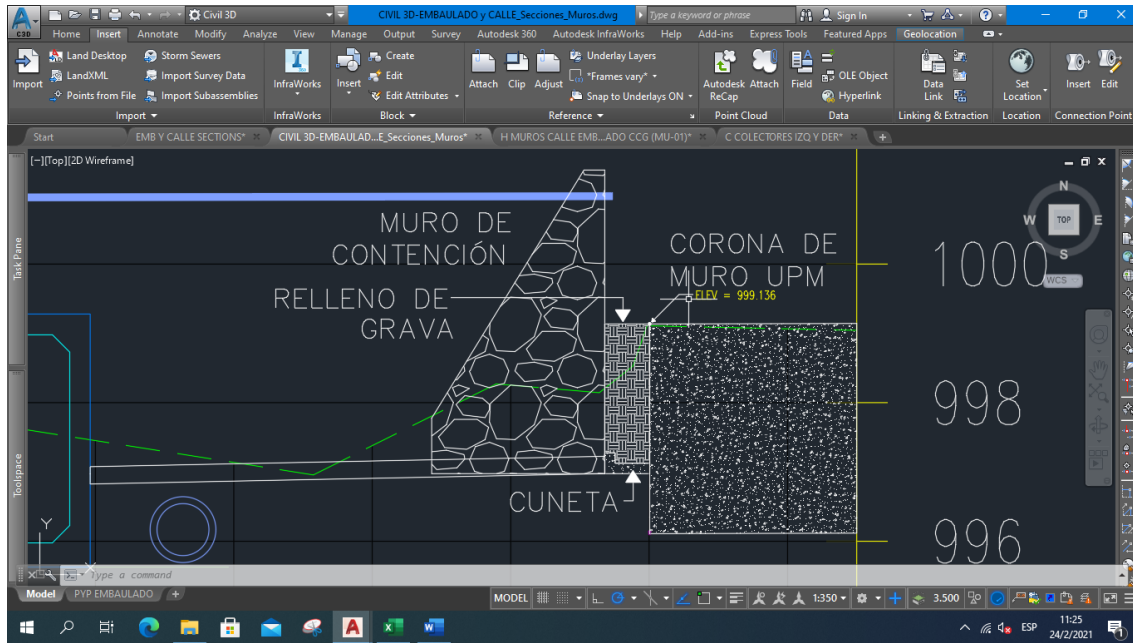 Civil 3D
CIVIL 3D-EMBAULADO y CALLE_Secciones_Muros.dwg
Type a keyword or phrase
Sign In
C3D
Home Insert Annotate Modify Analyze View Manage Output Survey Autodesk 360 Autodesk InfraWorks Help Add-ins Express Tools Featured Apps Geolocation
Import
Land Desktop
Storm Sewers
LandXML
Import Survey Data
Points from File
Import Subassemblies
InfraWorks
Insert
Create
Edit
Edit Attributes
Attach
Clip
Adjust
Underlay Layers
*Frames vary*
Snap to Underlays ON
Autodesk ReCap
Attach
Field
OLE Object
Hyperlink
Data Link
Set Location
Insert
Edit
Import InfraWorks Block Reference Point Cloud Data Linking & Extraction Location Connection Point
Start
EMB Y CALLE SECTIONS*
CIVIL 3D-EMBAULAD...E_Secciones_Muros*
H MUROS CALLE EMB...ADO CCG (MU-01)*
C COLECTORES IZQ Y DER*
[−][Top][2D Wireframe]
Task Pane
Toolspace
N
W TOP E
S
WCS
MURO DE
CONTENCIÓN
RELLENO DE
GRAVA
CORONA DE
MURO UPM
ELEV = 999.136
CUNETA
1000
998
996
Y
X
Type a command
Model
PYP EMBAULADO
MODEL
1:350
3.500
ESP
11:25
24/2/2021